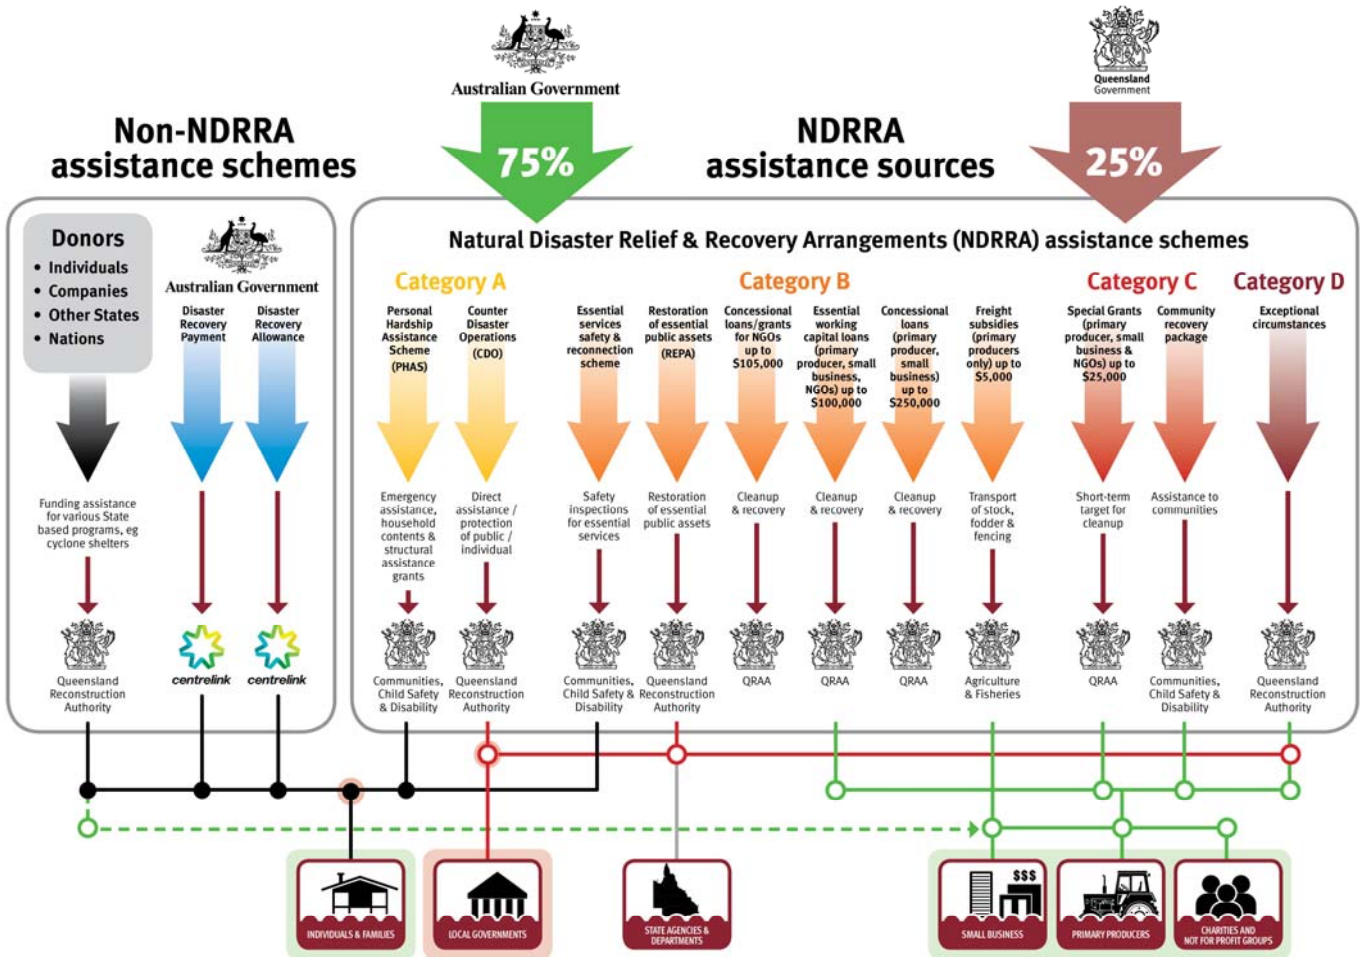 Australian Government
Queensland
Government
Non-NDRRA
assistance schemes
75%
NDRRA
assistance sources
25%
Donors
• Individuals
• Companies
• Other States
• Nations
Australian Government
Disaster
Recovery
Payment
Disaster
Recovery
Allowance
Funding assistance
for various State
based programs, eg
cyclone shelters
Queensland
Reconstruction
Authority
centrelink
centrelink
Natural Disaster Relief & Recovery Arrangements (NDRRA) assistance schemes
Category A
Category B
Category C
Category D
Personal
Hardship
Assistance
Scheme
(PHAS)
Counter
Disaster
Operations
(CDO)
Essential
services
safety &
reconnection
scheme
Restoration
of essential
public assets
(REPA)
Concessional
loans/grants
for NGOs
up to
$105,000
Essential
working
capital loans
(primary
producer, small
business,
NGOs) up to
$100,000
Concessional
loans
(primary
producer,
small
business)
up to
$250,000
Freight
subsidies
(primary
producers
only) up to
$5,000
Special Grants
(primary
producer, small
business &
NGOs) up to
$25,000
Community
recovery
package
Exceptional
circumstances
Emergency
assistance,
household
contents &
structural
assistance
grants
Direct
assistance /
protection
of public /
individual
Safety
inspections
for essential
services
Restoration
of essential
public assets
Cleanup
& recovery
Cleanup
& recovery
Cleanup
& recovery
Transport
of stock,
fodder &
fencing
Short-term
target for
cleanup
Assistance to
communities
Communities,
Child Safety
& Disability
Queensland
Reconstruction
Authority
Communities,
Child Safety &
Disability
Queensland
Reconstruction
Authority
QRAA
QRAA
QRAA
Agriculture
& Fisheries
QRAA
Communities,
Child Safety &
Disability
Queensland
Reconstruction
Authority
INDIVIDUALS & FAMILIES
LOCAL GOVERNMENTS
STATE AGENCIES &
DEPARTMENTS
$$$
SMALL BUSINESS
PRIMARY PRODUCERS
CHARITIES AND
NOT FOR PROFIT GROUPS